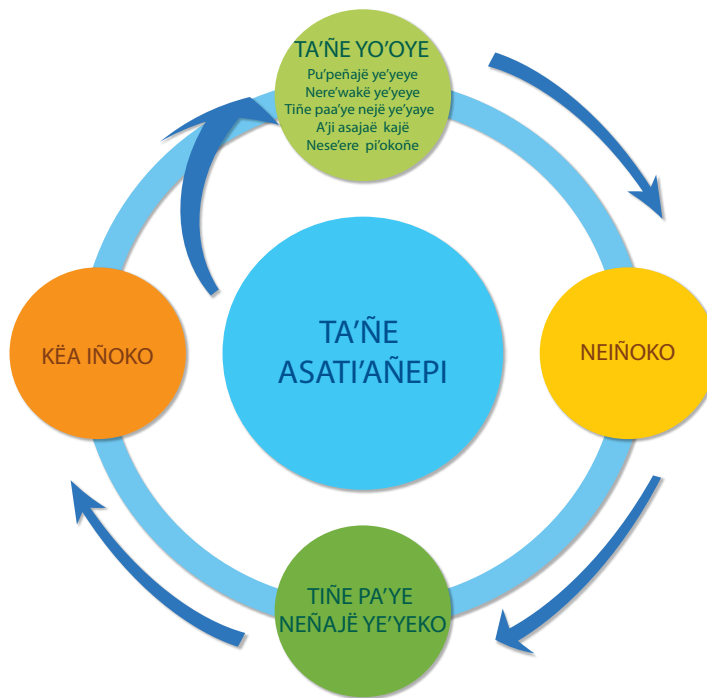 TA'ÑE YO'OYE
Pu'peñajë ye'yeye
Nere'wakë ye'yeye
Tiñe paa'ye nejë ye'yaye
A'ji asajaë kajë
Nese'ere pi'okoñe
NEIÑOKO
TIÑE PA'YE
NEÑAJË YE'YEKO
KËA IÑOKO
TA'ÑE
ASATI'AÑEPI